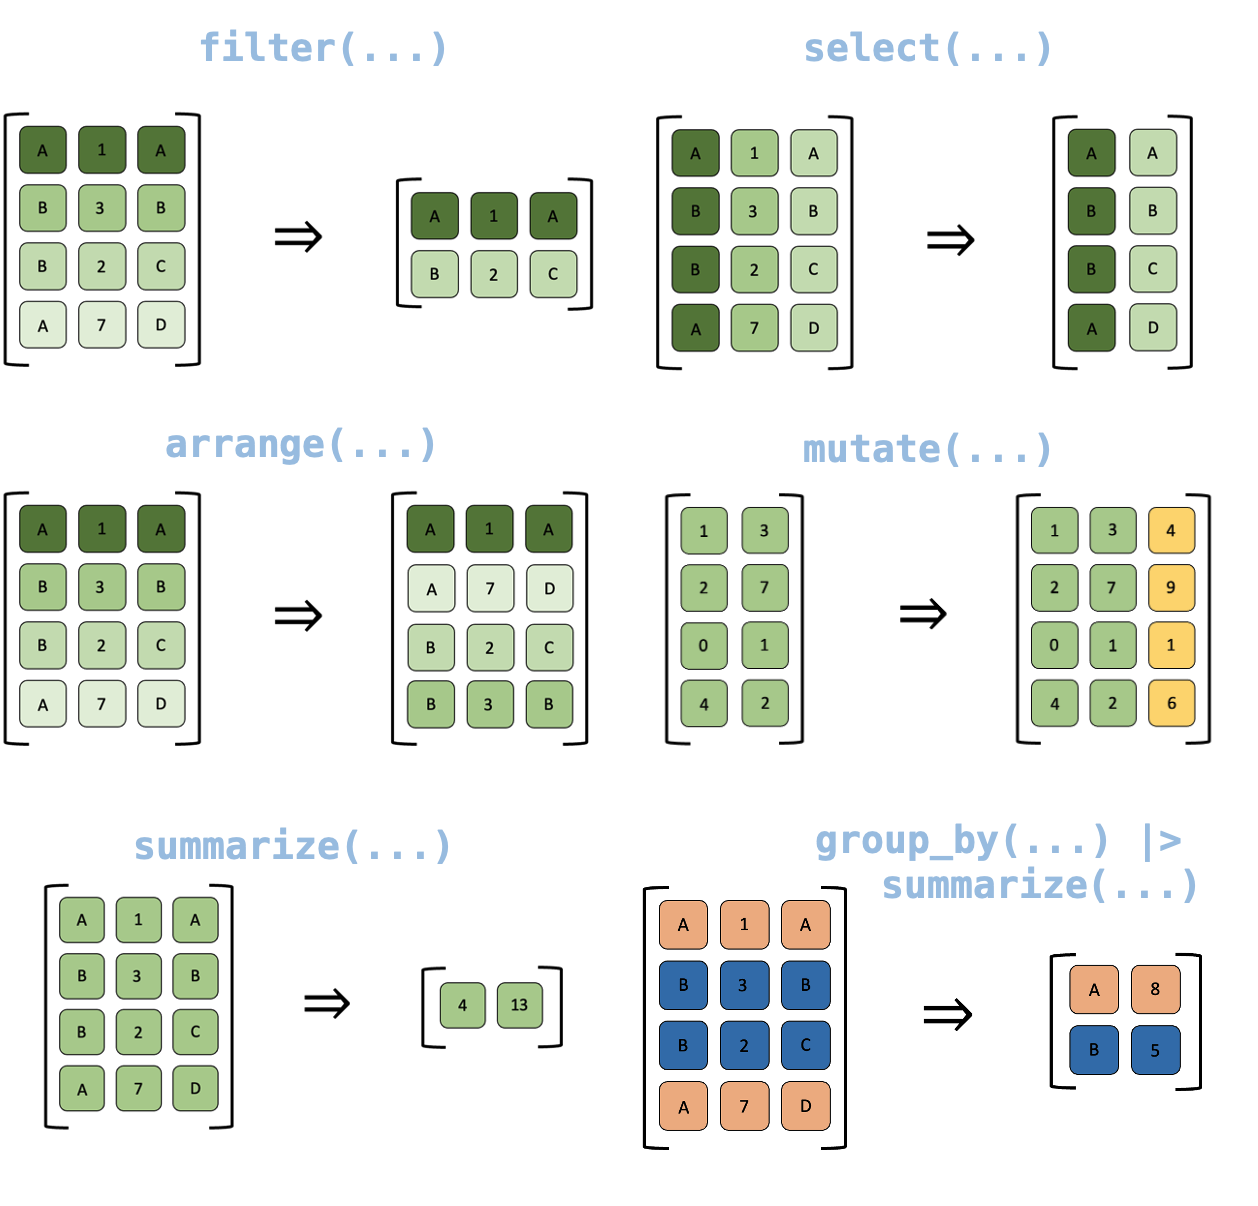 filter(...)
A 1 A
B 3 B
B 2 C
A 7 D
⇒
A 1 A
B 2 C
select(...)
A 1 A
B 3 B
B 2 C
A 7 D
⇒
A A
B B
B C
A D
arrange(...)
A 1 A
B 3 B
B 2 C
A 7 D
⇒
A 1 A
A 7 D
B 2 C
B 3 B
mutate(...)
1 3
2 7
0 1
4 2
⇒
1 3 4
2 7 9
0 1 1
4 2 6
summarize(...)
A 1 A
B 3 B
B 2 C
A 7 D
⇒
4 13
group_by(...) |>
summarize(...)
A 1 A
B 3 B
B 2 C
A 7 D
⇒
A 8
B 5